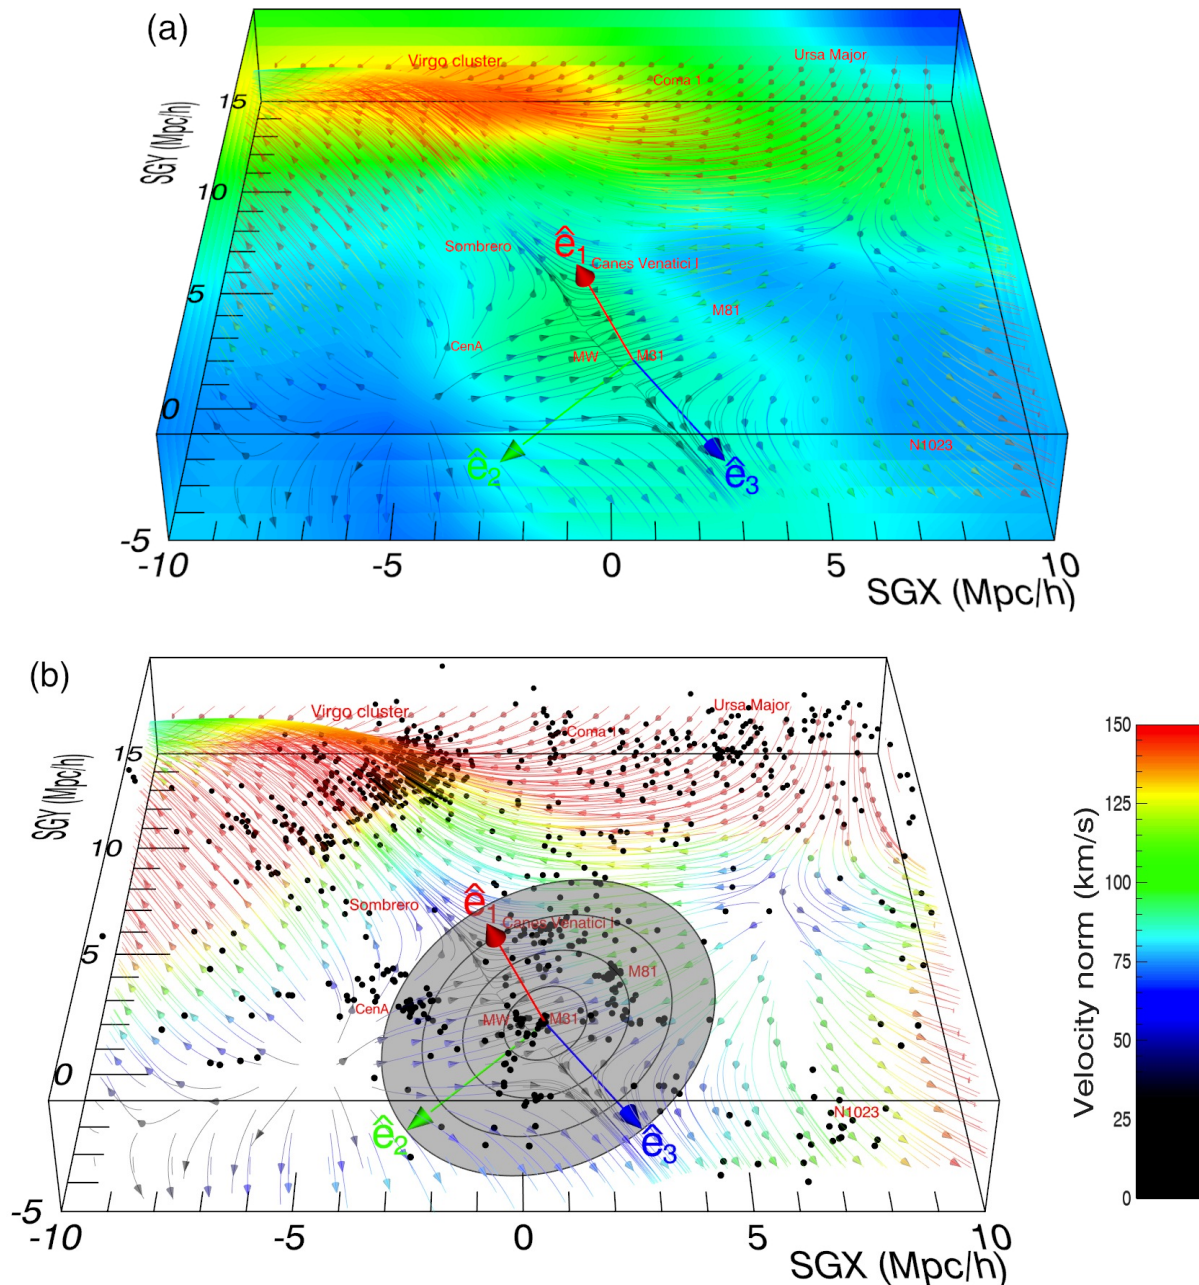 (a)
Virgo cluster
Ursa Major
Coma 1
15
SGY (Mpc/h)
10
Sombrero
ê1
Canes Venatici I
5
M81
CenA
MW
M31
0
N1023
ê2
ê3
-5
-10
-5
0
5
10
SGX (Mpc/h)
(b)
Virgo cluster
Ursa Major
Coma 1
15
SGY (Mpc/h)
10
Sombrero
ê1
Canes Venatici I
5
M81
CenA
MW
M31
0
N1023
ê2
ê3
-5
-10
-5
0
5
10
SGX (Mpc/h)
150
125
100
75
50
25
0
Velocity norm (km/s)